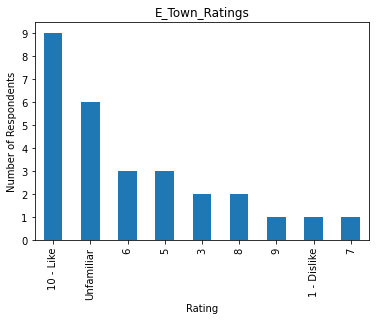 E_Town_Ratings
Number of Respondents
9
8
7
6
5
4
3
2
1
0
10 - Like
Unfamiliar
6
5
3
8
9
1 - Dislike
7
Rating